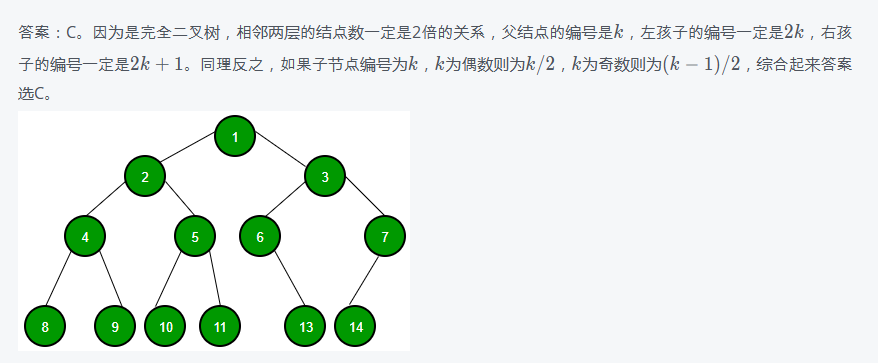 答案：C。因为是完全二叉树，相邻两层的结点数一定是2倍的关系，父结点的编号是k，左孩子的编号一定是2k，右孩
子的编号一定是2k + 1。同理反之，如果子节点编号为k，k为偶数则为k/2，k为奇数则为(k − 1)/2，综合起来答案
选C。
1
2 3
4 5 6 7
8 9 10 11 13 14